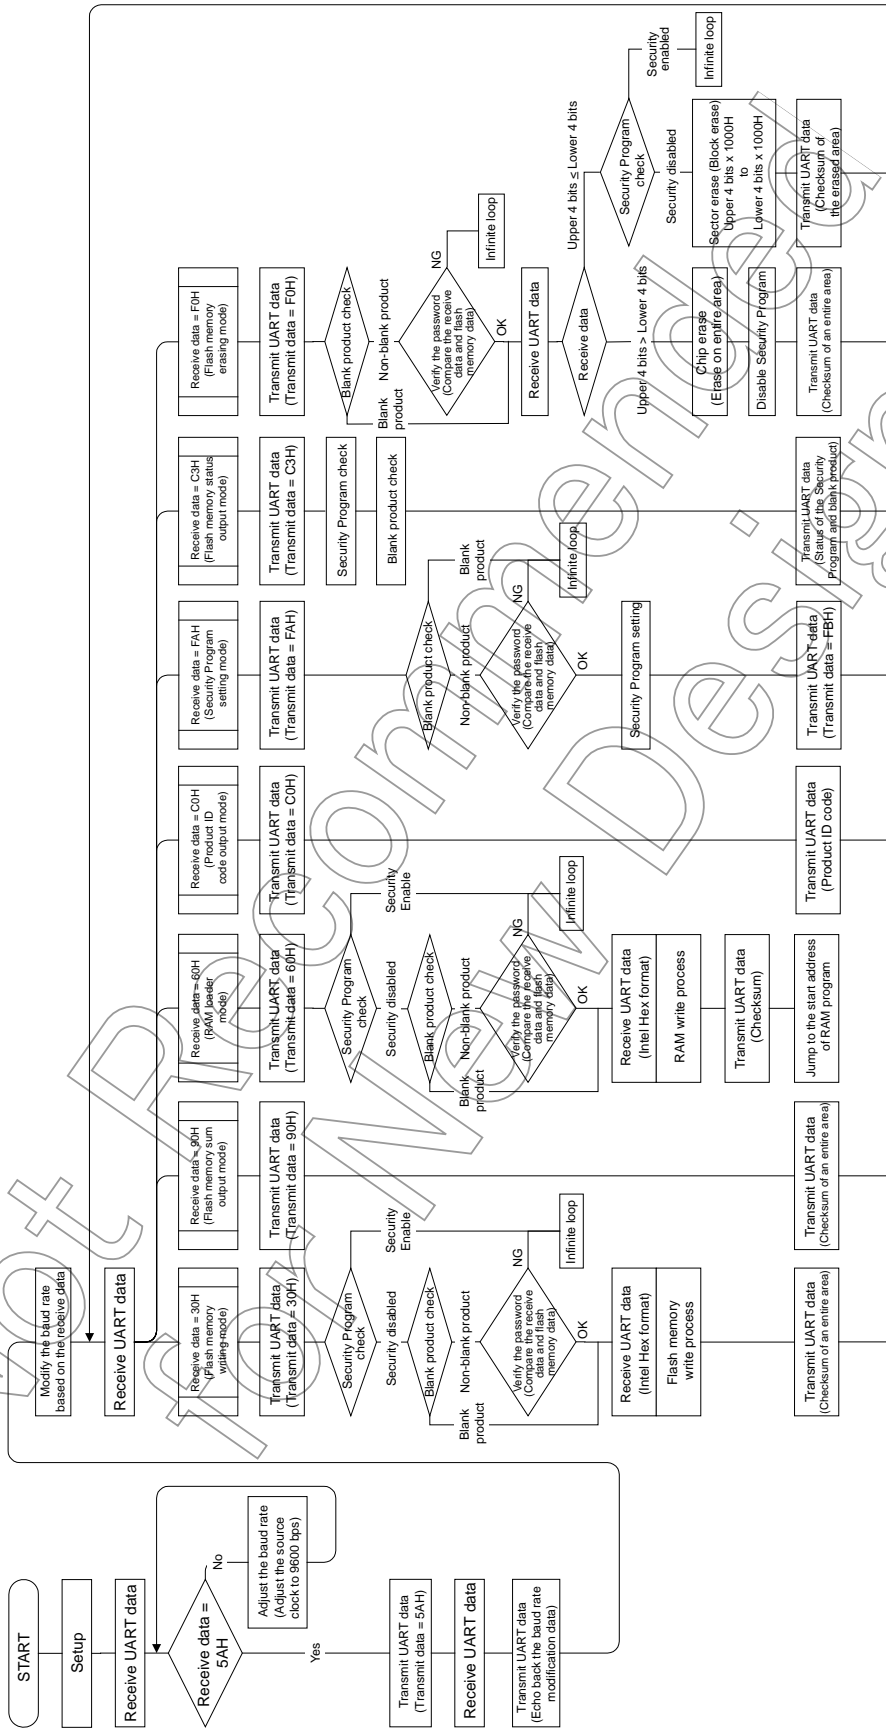 START
Setup
Receive UART data
Receive data =
5AH
No
Adjust the baud rate
(Adjust the source
clock to 9600 bps)
Yes
Transmit UART data
(Transmit data = 5AH)
Receive UART data
Transmit UART data
(Echo back the baud rate
modification data)
Modify the baud rate
based on the receive data
Receive UART data
Receive data = 30H
(Flash memory
writing mode)
Transmit UART data
(Transmit data = 30H)
Security Program
check
Security
Enable
Security disabled
Blank product check
Blank
product
Non-blank product
Verify the password
(Compare the receive
data and flash
memory data)
NG
Infinite loop
OK
Receive UART data
(Intel Hex format)
Flash memory
write process
Transmit UART data
(Checksum of an entire area)
Receive data = 90H
(Flash memory sum
output mode)
Transmit UART data
(Transmit data = 90H)
Transmit UART data
(Checksum of an entire area)
Receive data = 60H
(RAM loader
mode)
Transmit UART data
(Transmit data = 60H)
Security Program
check
Security
Enable
Security disabled
Blank product check
Blank
product
Non-blank product
Verify the password
(Compare the receive
data and flash
memory data)
NG
Infinite loop
OK
Receive UART data
(Intel Hex format)
RAM write process
Transmit UART data
(Checksum)
Jump to the start address
of RAM program
Receive data = C0H
(Product ID
code output mode)
Transmit UART data
(Transmit data = C0H)
Transmit UART data
(Product ID code)
Receive data = FAH
(Security Program
setting mode)
Transmit UART data
(Transmit data = FAH)
Blank product check
Blank
product
Non-blank product
Verify the password
(Compare the receive
data and flash
memory data)
NG
Infinite loop
OK
Security Program setting
Transmit UART data
(Transmit data = FBH)
Receive data = C3H
(Flash memory status
output mode)
Transmit UART data
(Transmit data = C3H)
Security Program check
Blank product check
Transmit UART data
(Status of the Security
Program and blank product)
Receive data = F0H
(Flash memory
erasing mode)
Transmit UART data
(Transmit data = F0H)
Blank product check
Blank
product
Non-blank product
Verify the password
(Compare the receive
data and flash
memory data)
NG
Infinite loop
OK
Receive UART data
Receive data
Upper 4 bits > Lower 4 bits
Chip erase
(Erase on entire area)
Disable Security Program
Transmit UART data
(Checksum of an entire area)
Upper 4 bits ≤ Lower 4 bits
Security Program
check
Security
enabled
Infinite loop
Security disabled
Sector erase (Block erase)
Upper 4 bits x 1000H
to
Lower 4 bits x 1000H
Transmit UART data
(Checksum of
the erased area)
Not Recommended
for New Design